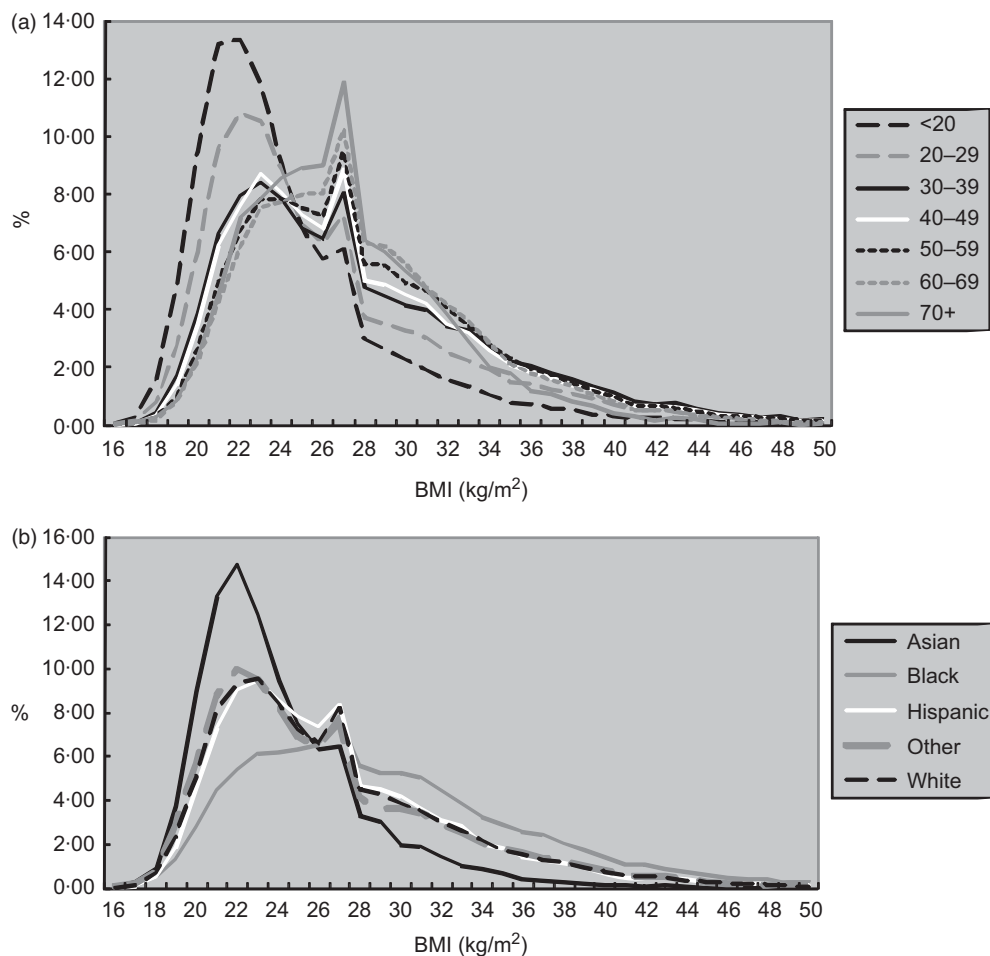 (a)
14·00
12·00
10·00
8·00
6·00
4·00
2·00
0·00
%
16 18 20 22 24 26 28 30 32 34 36 38 40 42 44 46 48 50
BMI (kg/m²)
<20
20–29
30–39
40–49
50–59
60–69
70+
(b)
16·00
14·00
12·00
10·00
8·00
6·00
4·00
2·00
0·00
%
16 18 20 22 24 26 28 30 32 34 36 38 40 42 44 46 48 50
BMI (kg/m²)
Asian
Black
Hispanic
Other
White